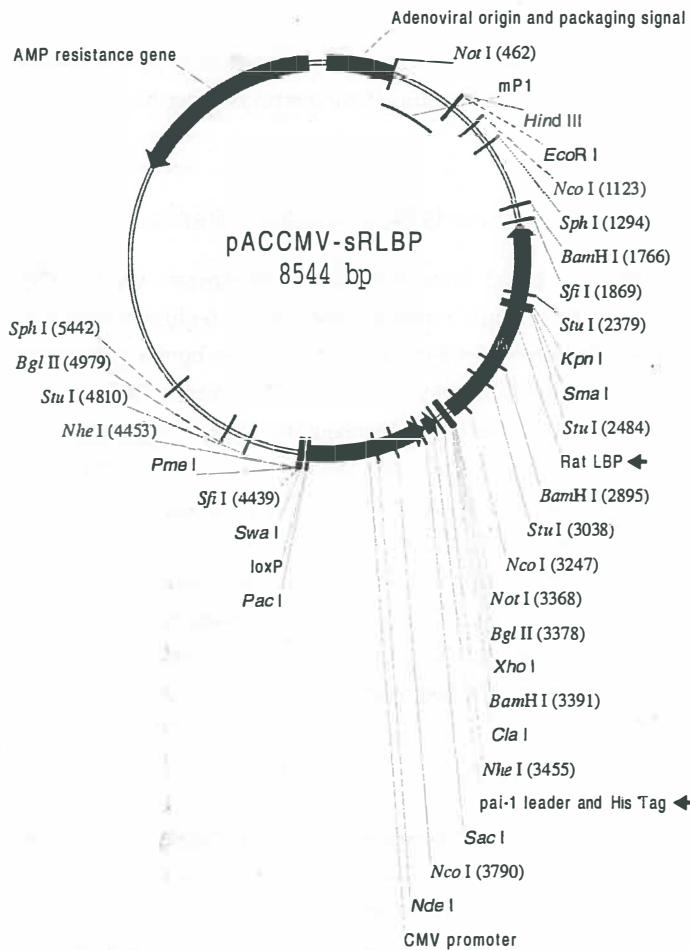 Adenoviral origin and packaging signal
AMP resistance gene
Not I (462)
mP1
Hind III
EcoR I
Nco I (1123)
Sph I (1294)
BamH I (1766)
Sfi I (1869)
Stu I (2379)
Kpn I
Sma I
Stu I (2484)
Rat LBP
BamH I (2895)
Stu I (3038)
Nco I (3247)
Not I (3368)
Bgl II (3378)
Xho I
BamH I (3391)
Cla I
Nhe I (3455)
pai-1 leader and His Tag
Sac I
Nco I (3790)
Nde I
CMV promoter
pACCMV-sRLBP
8544 bp
Sph I (5442)
Bgl II (4979)
Stu I (4810)
Nhe I (4453)
Pme I
Sfi I (4439)
Swa I
loxP
Pac I